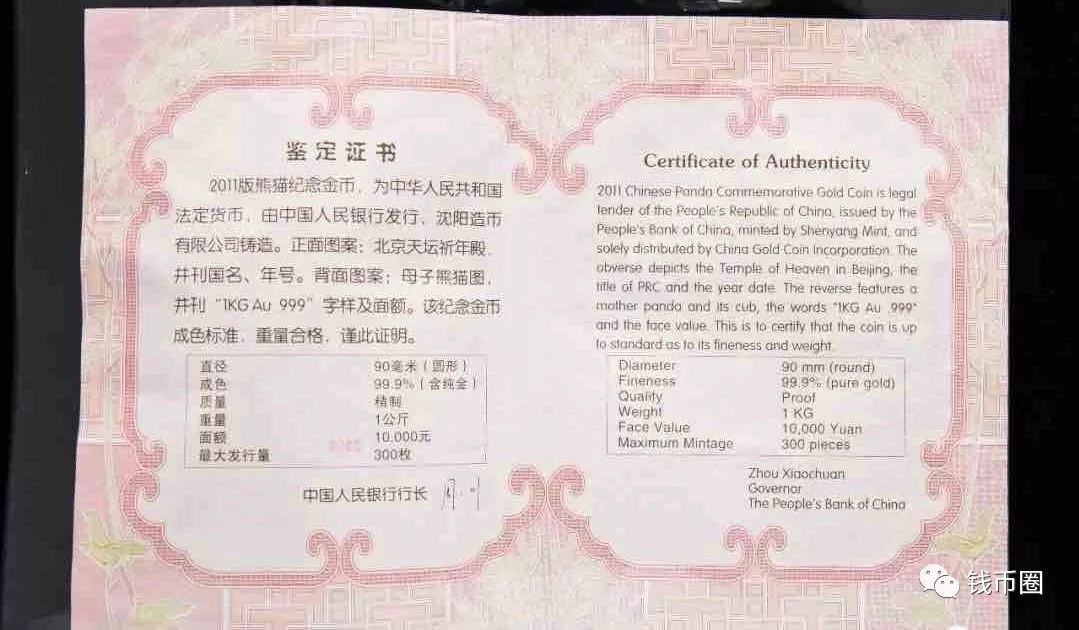 鉴定证书
2011版熊猫纪念金币，为中华人民共和国
法定货币，由中国人民银行发行，沈阳造币
有限公司铸造。正面图案：北京天坛祈年殿，
并刊国名、年号。背面图案：母子熊猫图，
并刊“1KG Au .999”字样及面额。该纪念金币
成色标准，重量合格，谨此证明。
直径 90毫米（圆形）
成色 99.9%（含纯金）
质量 精制
重量 1公斤
面额 10,000元
最大发行量 300枚
中国人民银行行长
Certificate of Authenticity
2011 Chinese Panda Commemorative Gold Coin is legal
tender of the People's Republic of China, issued by the
People's Bank of China, minted by Shenyang Mint, and
solely distributed by China Gold Coin Incorporation. The
obverse depicts the Temple of Heaven in Beijing, the
title of PRC and the year date. The reverse features a
mother panda and its cub, the words "1KG Au .999"
and the face value. This is to certify that the coin is up
to standard as to its fineness and weight.
Diameter 90 mm (round)
Fineness 99.9% (pure gold)
Quality Proof
Weight 1 KG
Face Value 10,000 Yuan
Maximum Mintage 300 pieces
Zhou Xiaochuan
Governor
The People's Bank of China
钱币圈